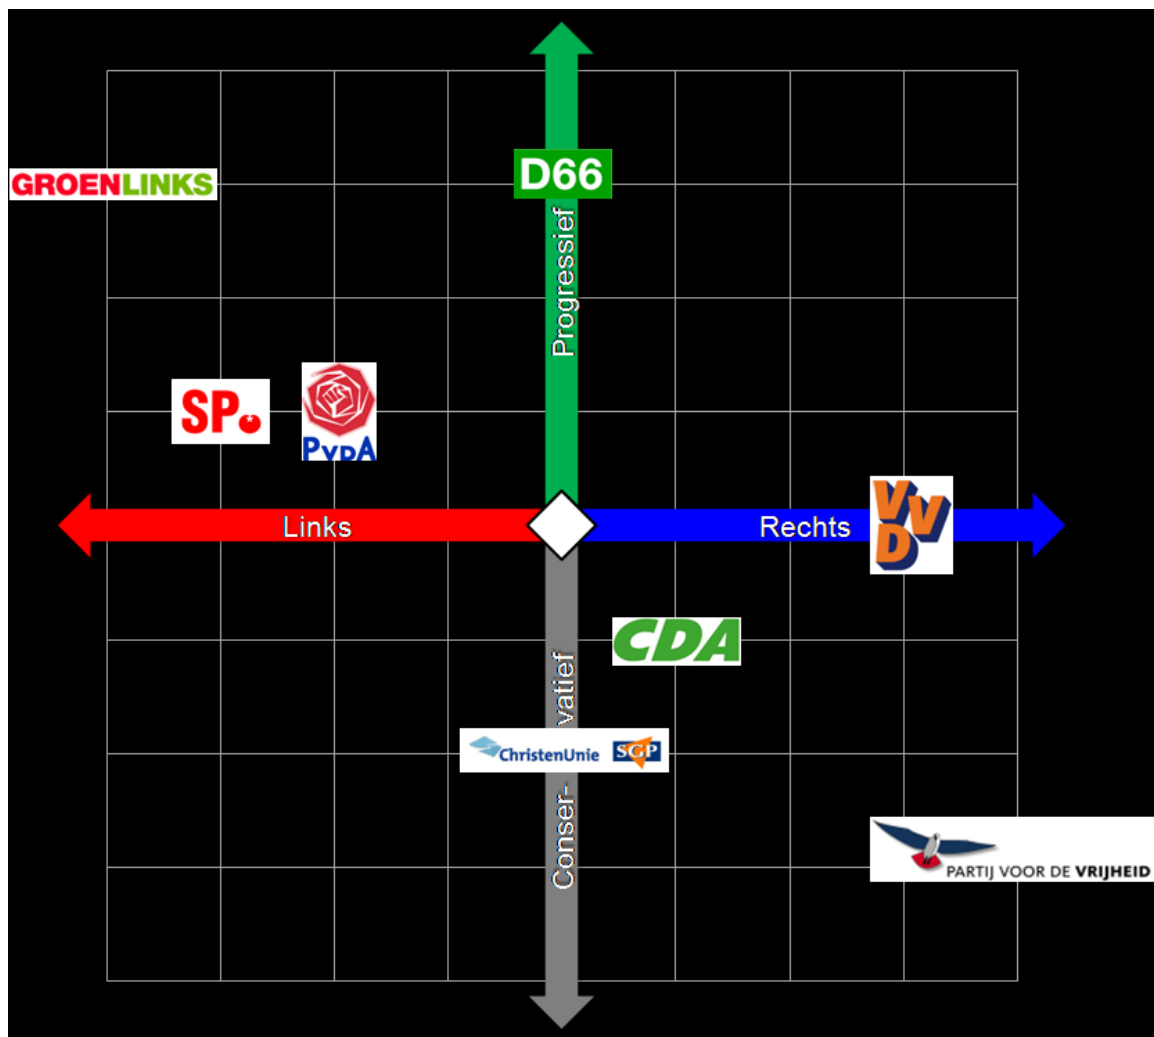 D66
GROENLINKS
Progressief
SP.
PvdA
Links
Rechts
VVD
CDA
Conser-
vatief
ChristenUnie
SGP
PARTIJ VOOR DE VRIJHEID